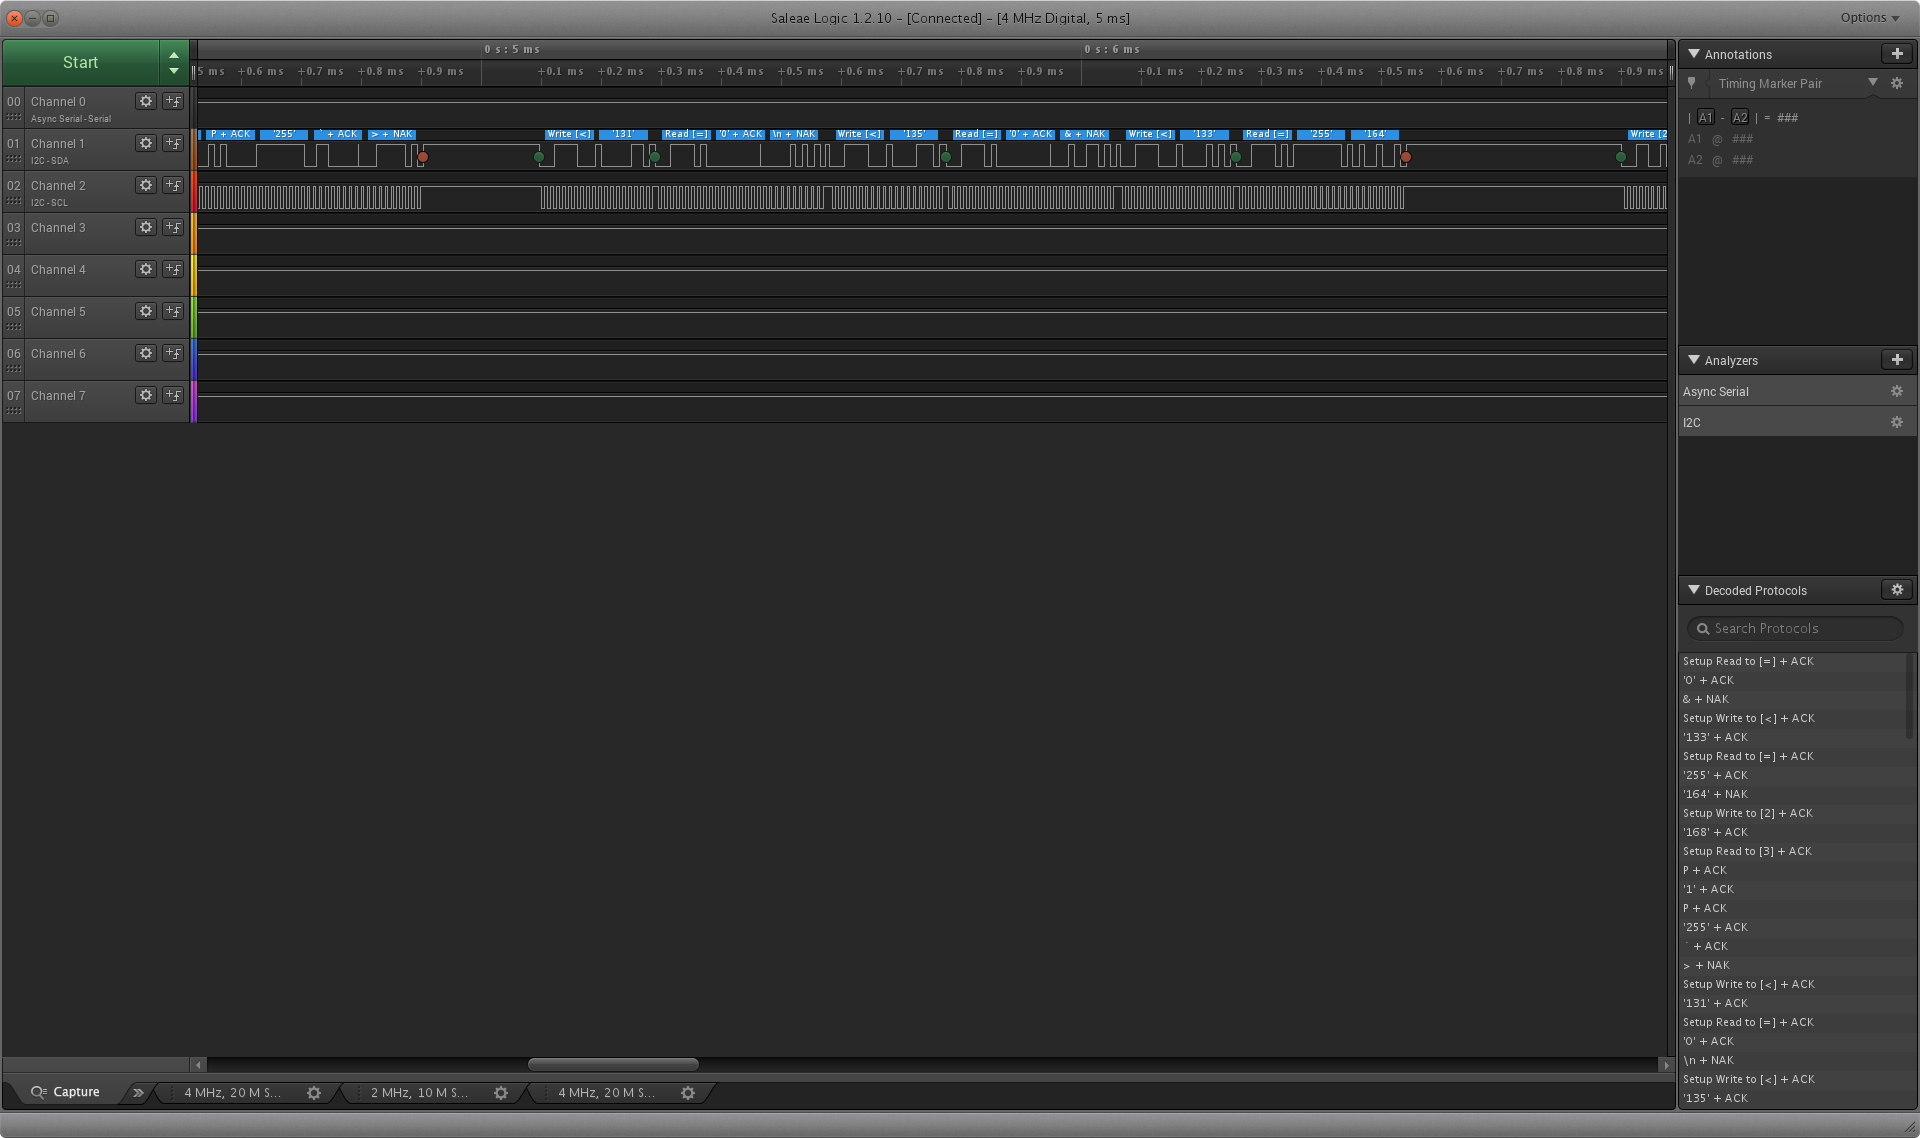 Saleae Logic 1.2.10 - [Connected] - [4 MHz Digital, 5 ms]
Options
Start
0 s : 5 ms
0 s : 6 ms
5 ms +0.6 ms +0.7 ms +0.8 ms +0.9 ms +0.1 ms +0.2 ms +0.3 ms +0.4 ms +0.5 ms +0.6 ms +0.7 ms +0.8 ms +0.9 ms +0.1 ms +0.2 ms +0.3 ms +0.4 ms +0.5 ms +0.6 ms +0.7 ms +0.8 ms +0.9 ms
00 Channel 0
Async Serial - Serial
P + ACK '255' ` + ACK > + NAK Write [<] '131' Read [=] '0' + ACK \n + NAK Write [<] '135' Read [=] '0' + ACK & + NAK Write [<] '133' Read [=] '255' '164' Write [2
01 Channel 1
I2C - SDA
02 Channel 2
I2C - SCL
03 Channel 3
04 Channel 4
05 Channel 5
06 Channel 6
07 Channel 7
Annotations
Timing Marker Pair
| A1 - A2 | = ###
A1 @ ###
A2 @ ###
Analyzers
Async Serial
I2C
Decoded Protocols
Search Protocols
Setup Read to [=] + ACK
'0' + ACK
& + NAK
Setup Write to [<] + ACK
'133' + ACK
Setup Read to [=] + ACK
'255' + ACK
'164' + NAK
Setup Write to [2] + ACK
'168' + ACK
Setup Read to [3] + ACK
P + ACK
'1' + ACK
P + ACK
'255' + ACK
` + ACK
> + NAK
Setup Write to [<] + ACK
'131' + ACK
Setup Read to [=] + ACK
'0' + ACK
\n + NAK
Setup Write to [<] + ACK
'135' + ACK
Capture
4 MHz, 20 M S...
2 MHz, 10 M S...
4 MHz, 20 M S...